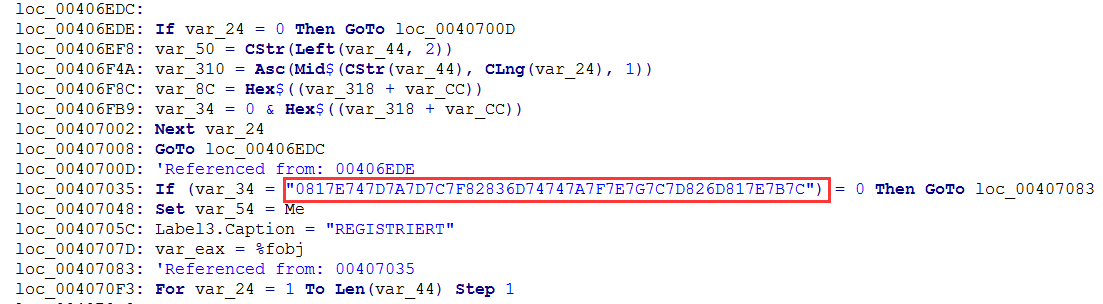 loc_00406EDC:
loc_00406EDE: If var_24 = 0 Then GoTo loc_0040700D
loc_00406EF8: var_50 = CStr(Left(var_44, 2))
loc_00406F4A: var_310 = Asc(Mid$(CStr(var_44), CLng(var_24), 1))
loc_00406F8C: var_8C = Hex$((var_318 + var_CC))
loc_00406FB9: var_34 = 0 & Hex$((var_318 + var_CC))
loc_00407002: Next var_24
loc_00407008: GoTo loc_00406EDC
loc_0040700D: 'Referenced from: 00406EDE
loc_00407035: If (var_34 = "0817E747D7A7D7C7F82836D74747A7F7E7G7C7D826D817E7B7C") = 0 Then GoTo loc_00407083
loc_00407048: Set var_54 = Me
loc_0040705C: Label3.Caption = "REGISTRIERT"
loc_0040707D: var_eax = %fobj
loc_00407083: 'Referenced from: 00407035
loc_004070F3: For var_24 = 1 To Len(var_44) Step 1